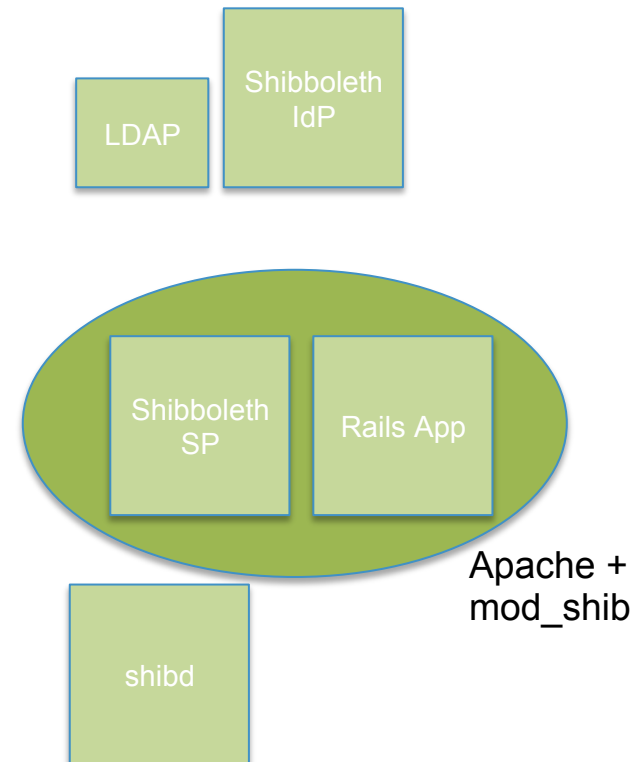 Shibboleth
IdP
LDAP
Shibboleth
SP
Rails App
Apache +
mod_shib
shibd